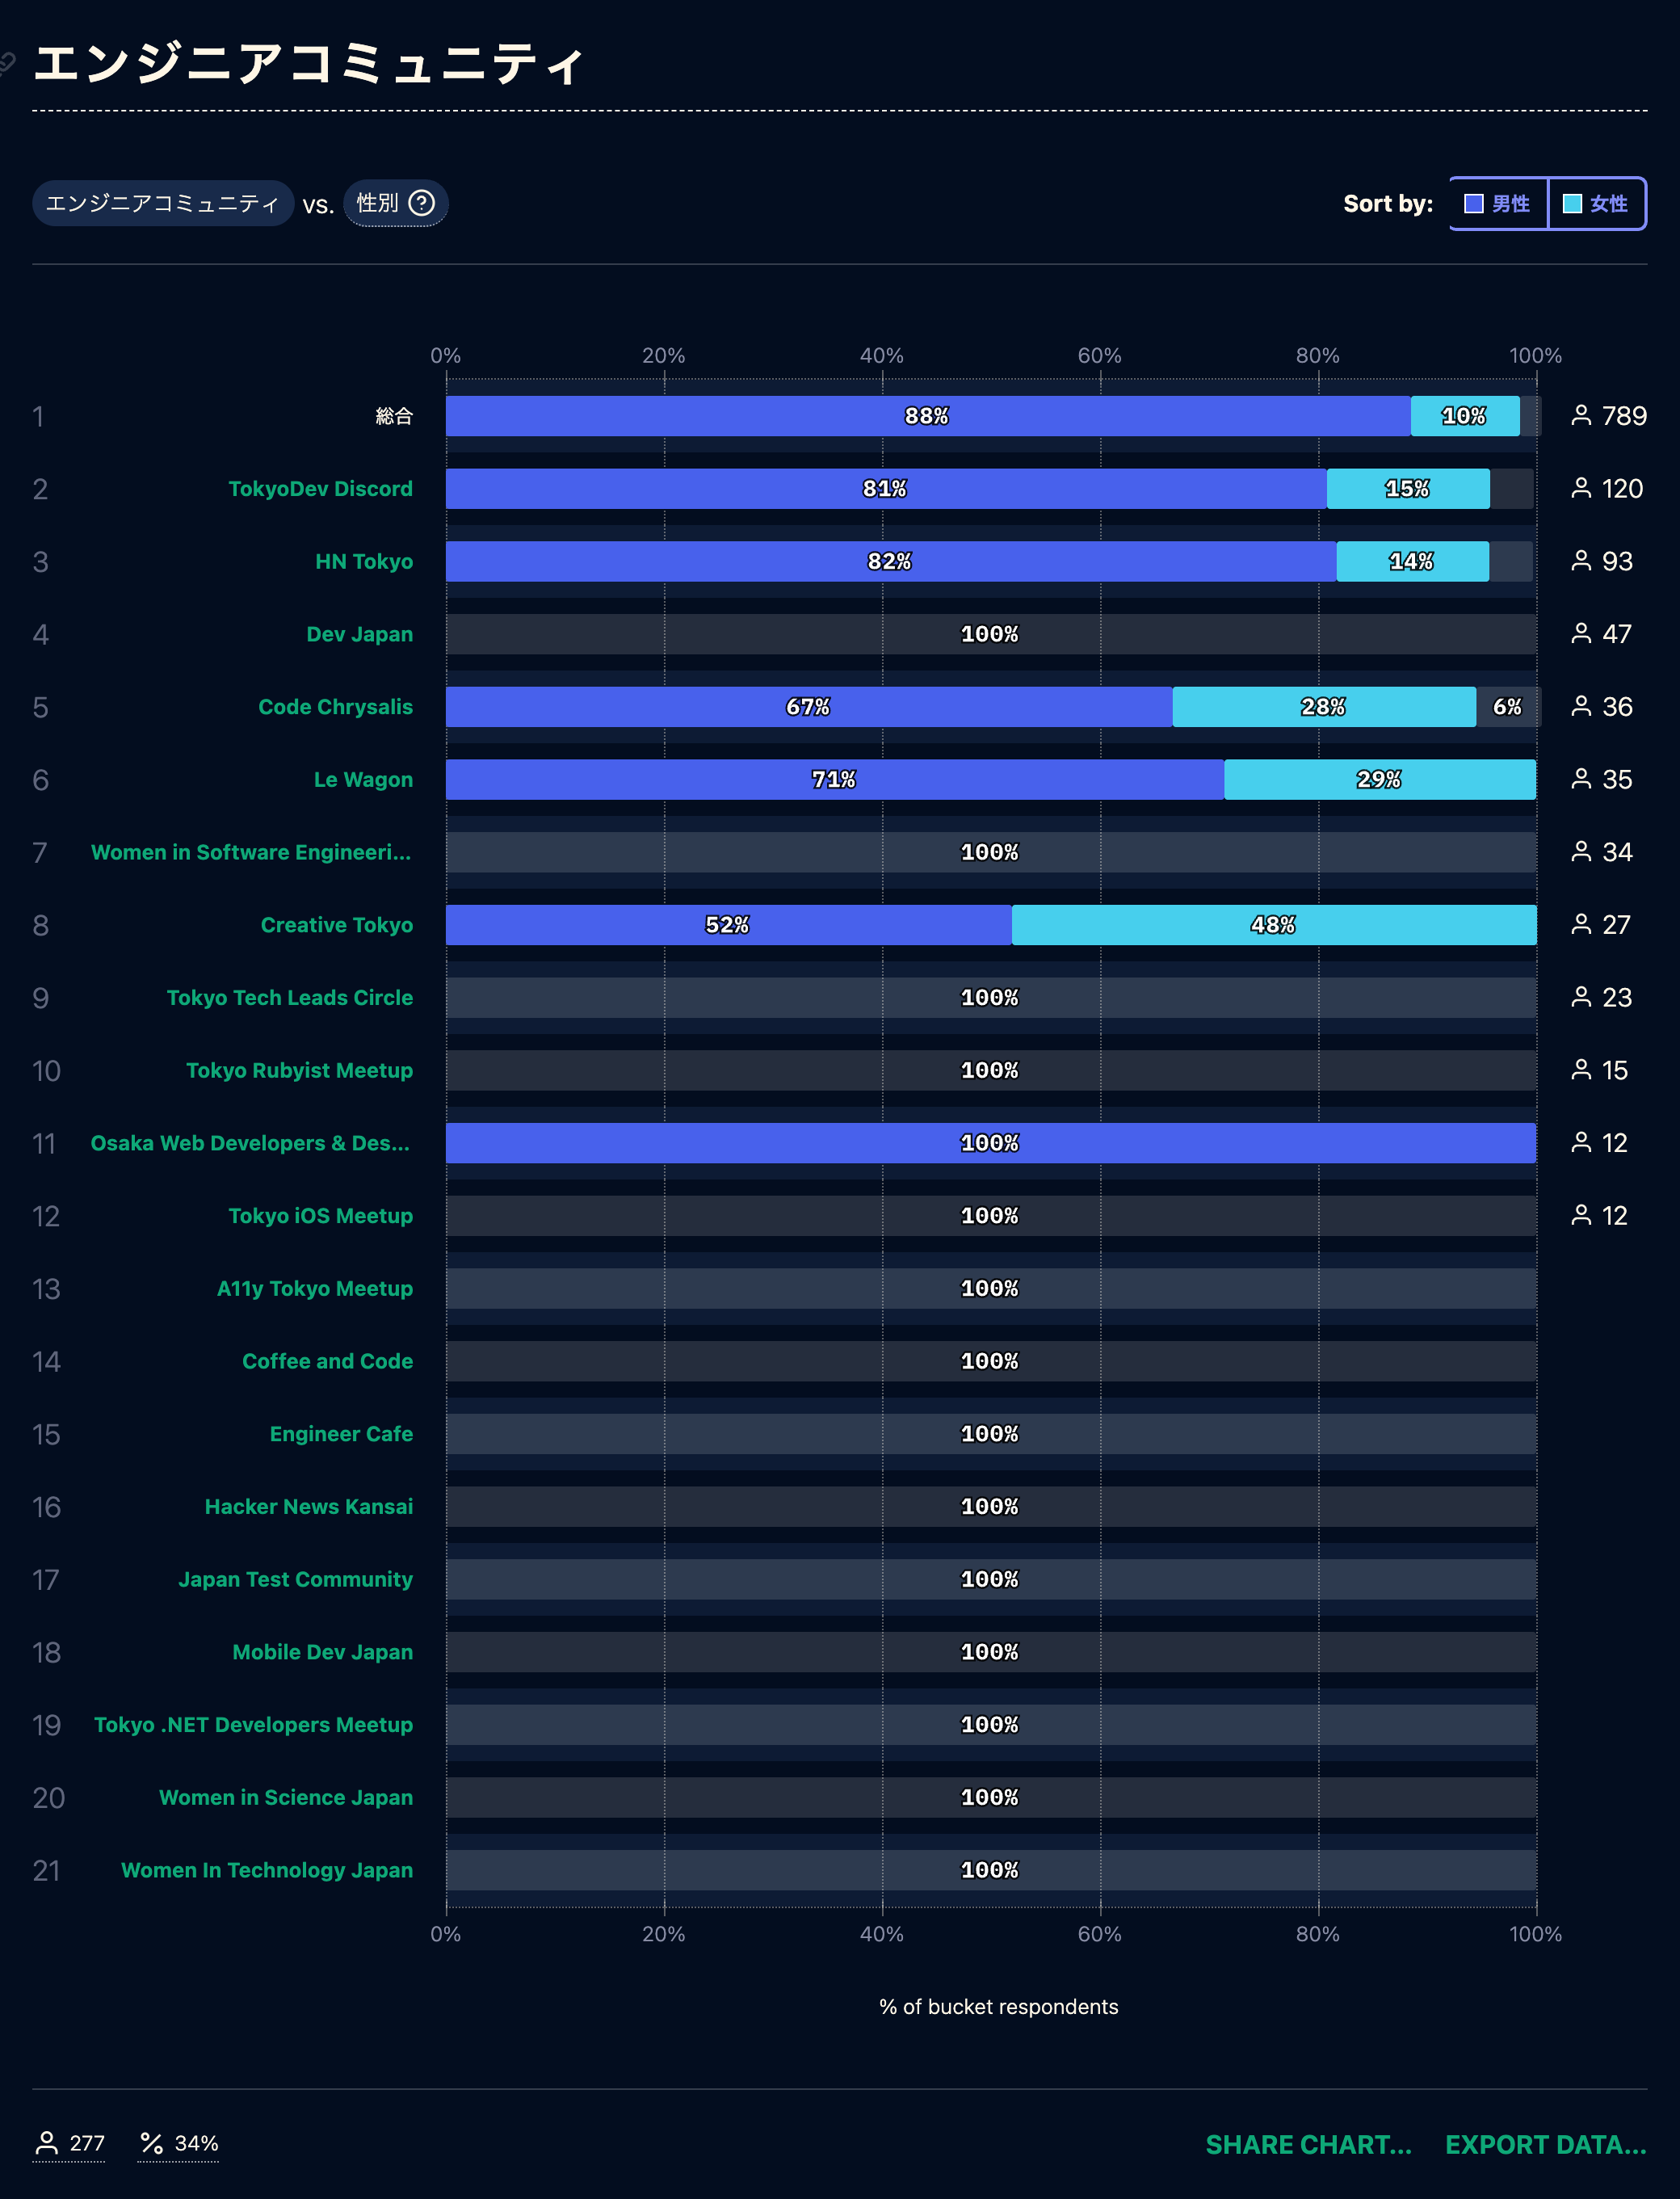 エンジニアコミュニティ
エンジニアコミュニティ vs. 性別 ?
Sort by: 男性 女性
0% 20% 40% 60% 80% 100%
1 総合 88% 10% 789
2 TokyoDev Discord 81% 15% 120
3 HN Tokyo 82% 14% 93
4 Dev Japan 100% 47
5 Code Chrysalis 67% 28% 6% 36
6 Le Wagon 71% 29% 35
7 Women in Software Engineeri... 100% 34
8 Creative Tokyo 52% 48% 27
9 Tokyo Tech Leads Circle 100% 23
10 Tokyo Rubyist Meetup 100% 15
11 Osaka Web Developers & Des... 100% 12
12 Tokyo iOS Meetup 100% 12
13 A11y Tokyo Meetup 100%
14 Coffee and Code 100%
15 Engineer Cafe 100%
16 Hacker News Kansai 100%
17 Japan Test Community 100%
18 Mobile Dev Japan 100%
19 Tokyo .NET Developers Meetup 100%
20 Women in Science Japan 100%
21 Women In Technology Japan 100%
0% 20% 40% 60% 80% 100%
% of bucket respondents
277 % 34% SHARE CHART... EXPORT DATA...